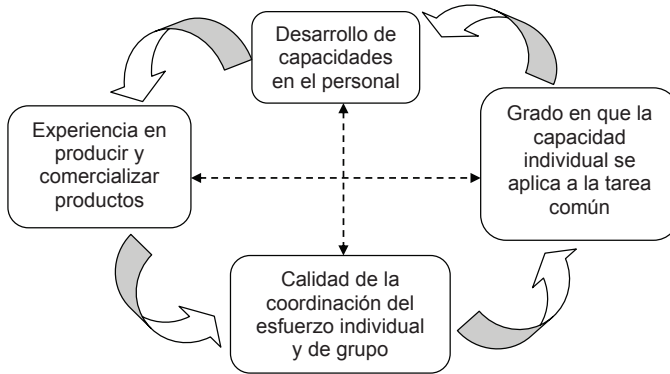 Desarrollo de
capacidades
en el personal
Experiencia en
producir y
comercializar
productos
Grado en que la
capacidad
individual se
aplica a la tarea
común
Calidad de la
coordinación del
esfuerzo individual
y de grupo